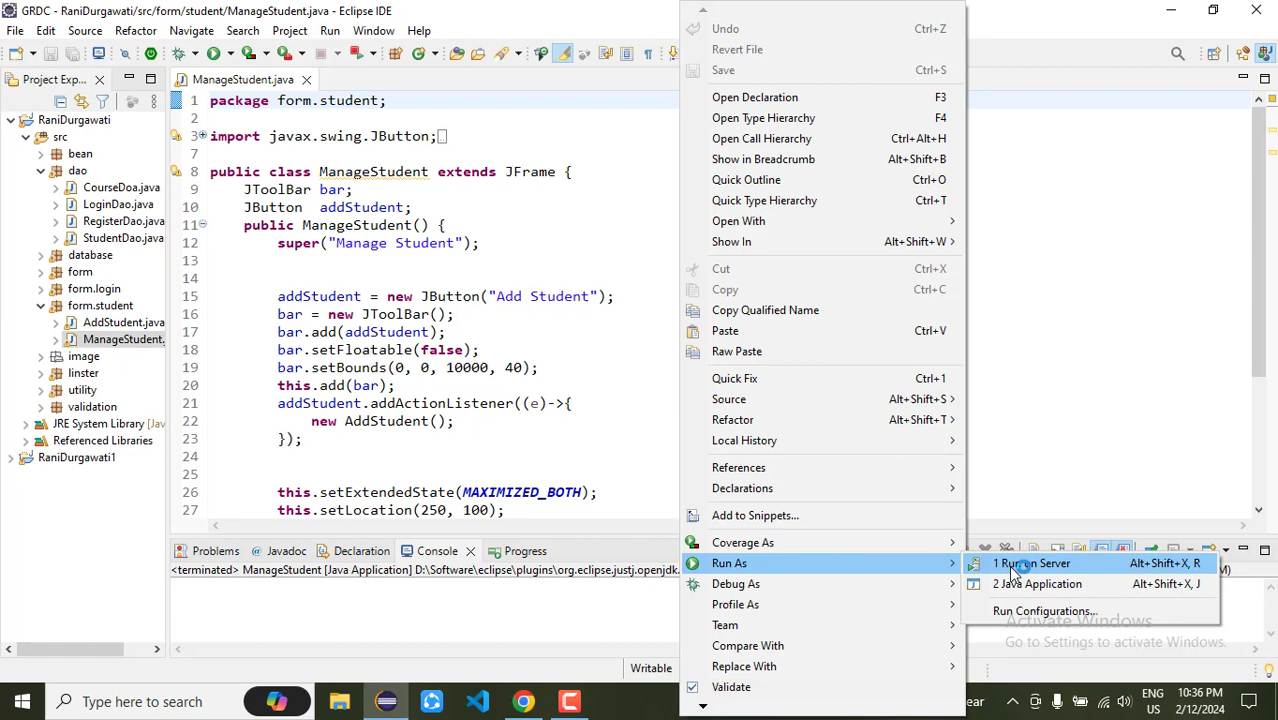 GRDC - RaniDurgawati/src/form/student/ManageStudent.java - Eclipse IDE
File Edit Source Refactor Navigate Search Project Run Window Help
Project Exp...
RaniDurgawati
src
bean
dao
CourseDoa.java
LoginDao.java
RegisterDao.java
StudentDao.java
database
form
form.login
form.student
AddStudent.java
ManageStudent.
image
linster
utility
validation
JRE System Library [Jav
Referenced Libraries
RaniDurgawati1
ManageStudent.java
1 package form.student;
2
3 import javax.swing.JButton;
7
8 public class ManageStudent extends JFrame {
9 JToolBar bar;
10 JButton addStudent;
11 public ManageStudent() {
12 super("Manage Student");
13
14
15 addStudent = new JButton("Add Student");
16 bar = new JToolBar();
17 bar.add(addStudent);
18 bar.setFloatable(false);
19 bar.setBounds(0, 0, 10000, 40);
20 this.add(bar);
21 addStudent.addActionListener((e)->{
22 new AddStudent();
23 });
24
25
26 this.setExtendedState(MAXIMIZED_BOTH);
27 this.setLocation(250, 100);
Problems Javadoc Declaration Console Progress
<terminated> ManageStudent [Java Application] D:\Software\eclipse\plugins\org.eclipse.justj.openjdk.
Writable
Undo Ctrl+Z
Revert File
Save Ctrl+S
Open Declaration F3
Open Type Hierarchy F4
Open Call Hierarchy Ctrl+Alt+H
Show in Breadcrumb Alt+Shift+B
Quick Outline Ctrl+O
Quick Type Hierarchy Ctrl+T
Open With
Show In Alt+Shift+W
Cut Ctrl+X
Copy Ctrl+C
Copy Qualified Name
Paste Ctrl+V
Raw Paste
Quick Fix Ctrl+1
Source Alt+Shift+S
Refactor Alt+Shift+T
Local History
References
Declarations
Add to Snippets...
Coverage As
Run As
Debug As
Profile As
Team
Compare With
Replace With
Validate
1 Run on Server Alt+Shift+X, R
2 Java Application Alt+Shift+X, J
Run Configurations...
Activate Windows
Go to Settings to activate Windows.
Type here to search
ear
ENG
US
10:36 PM
2/12/2024